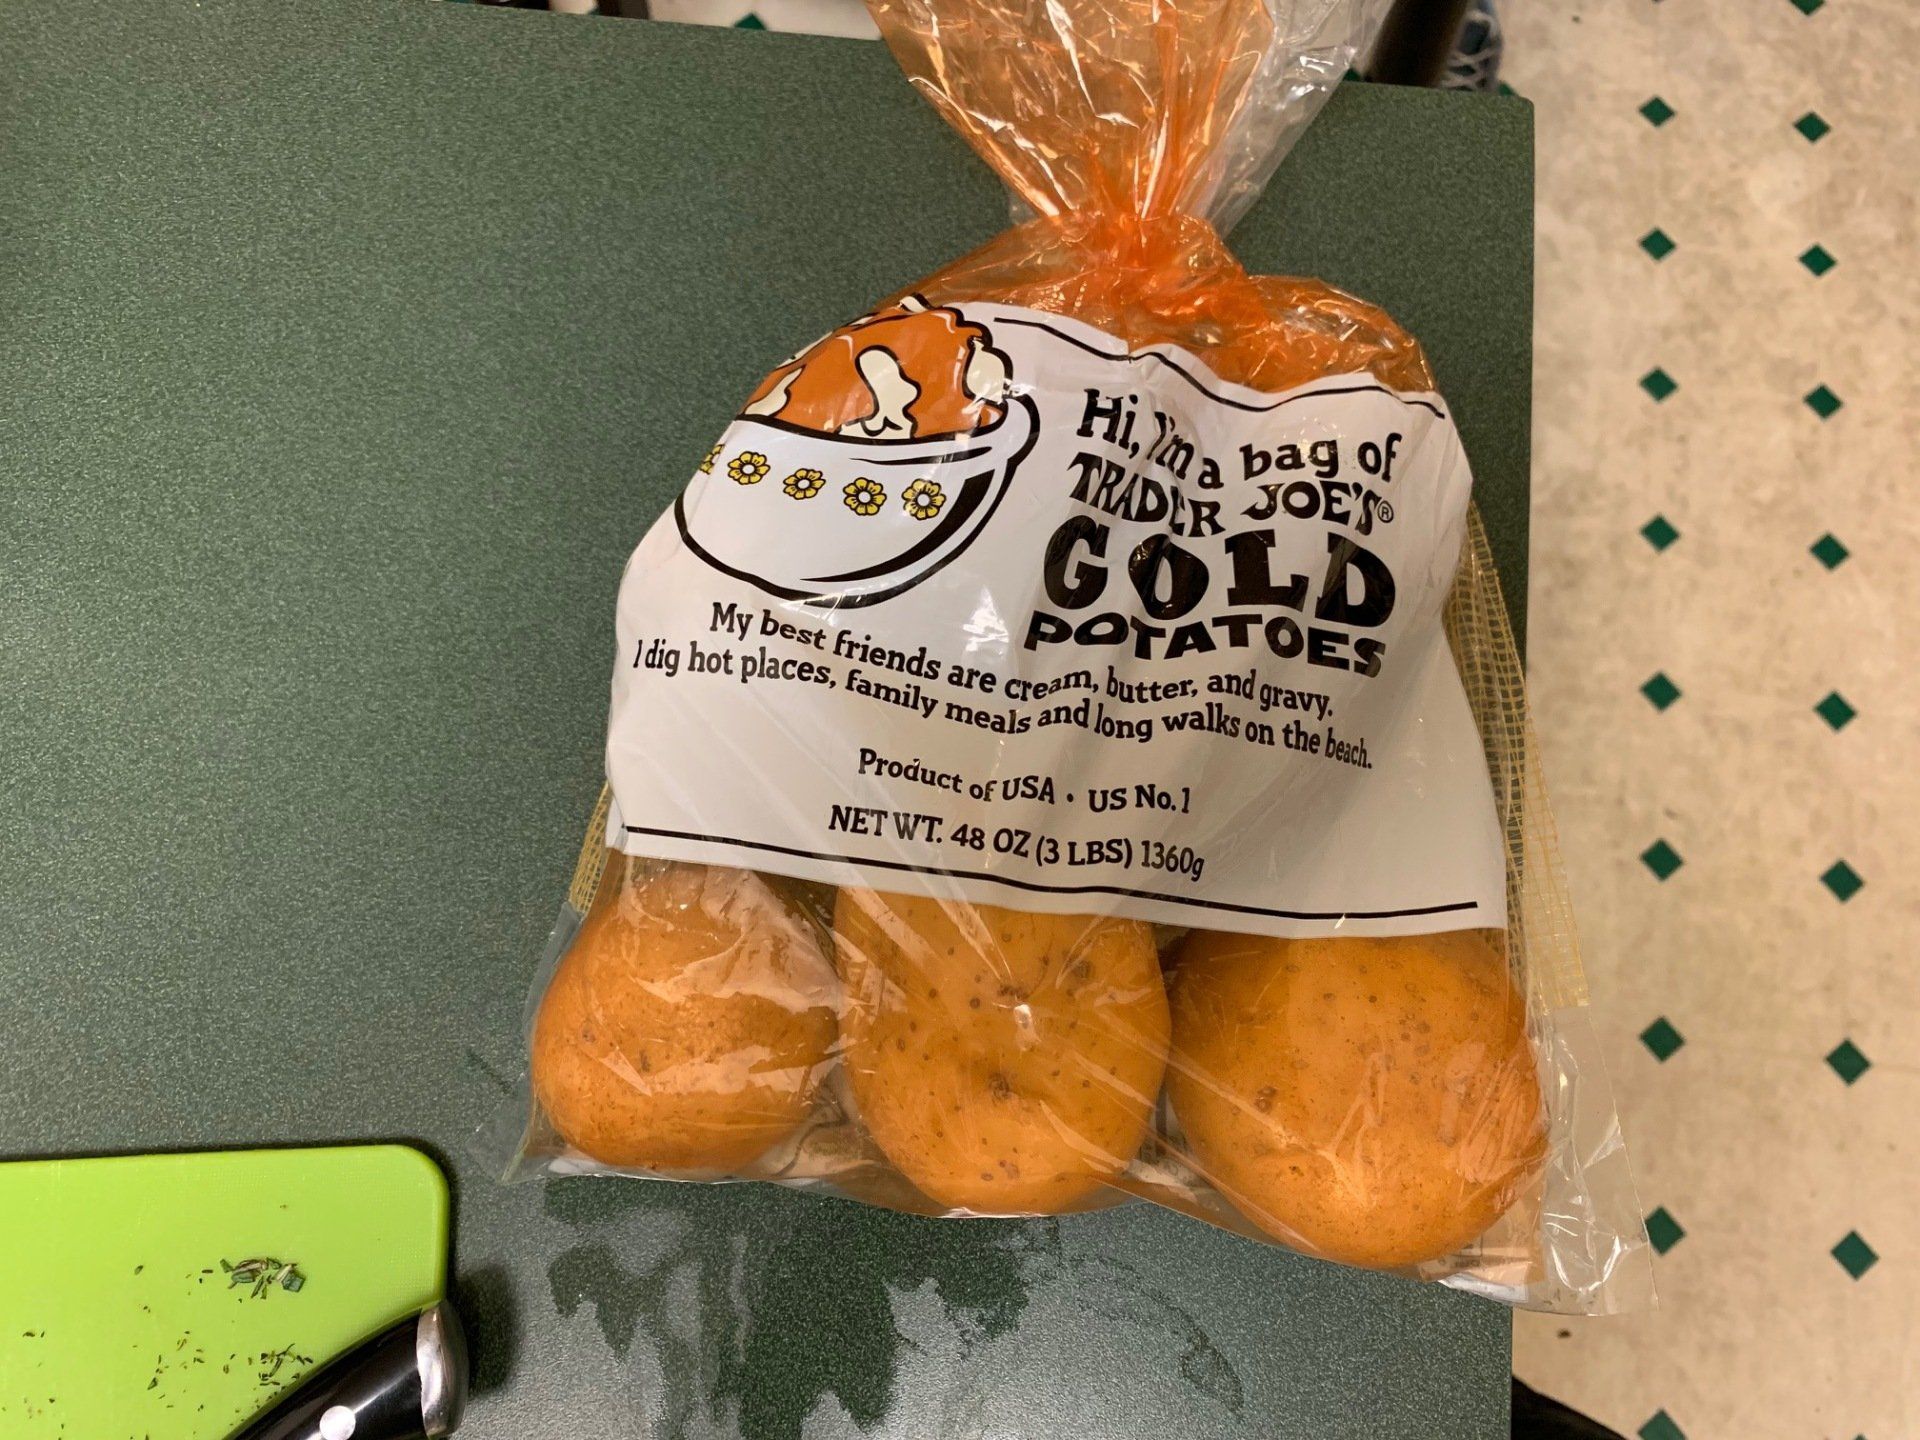 Hi, I'm a bag of
TRADER JOE'S®
GOLD
POTATOES
My best friends are cream, butter, and gravy.
I dig hot places, family meals and long walks on the beach.
Product of USA • US No.1
NET WT. 48 OZ (3 LBS) 1360g